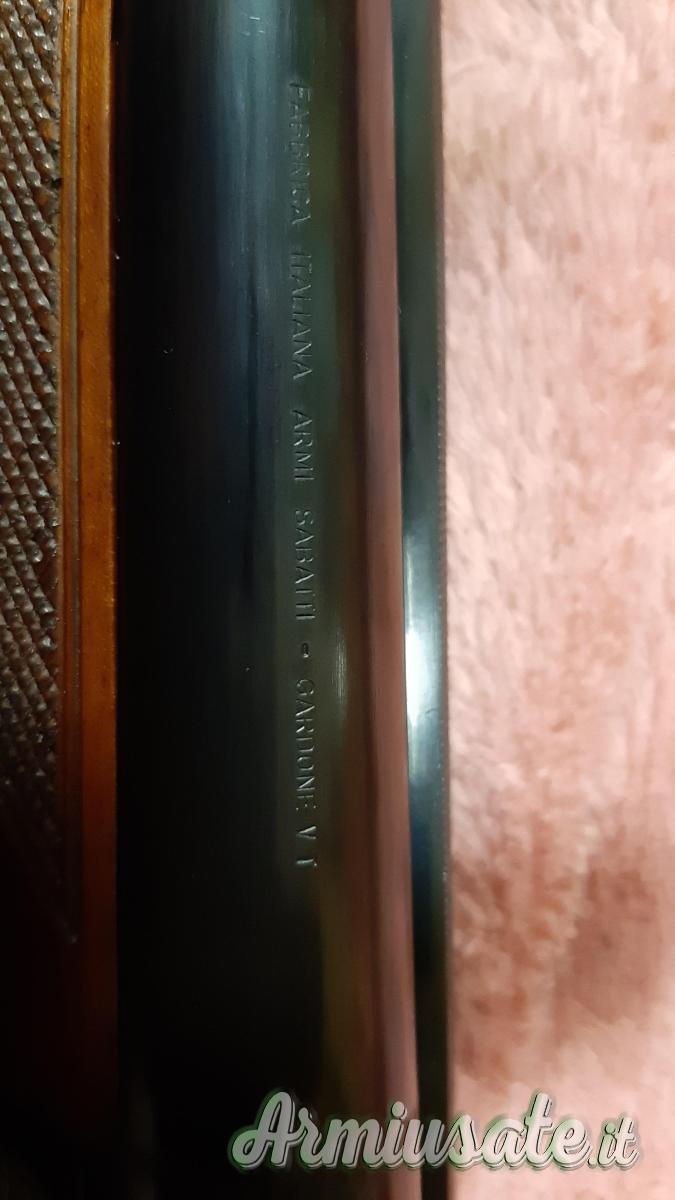 FABBRICA ITALIANA ARMI SABATTI - GARDONE V T
Armiusate.it